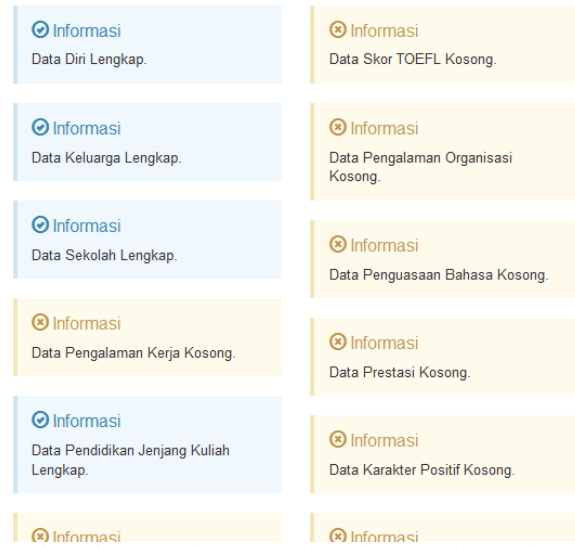 Informasi
Data Diri Lengkap.
Informasi
Data Keluarga Lengkap.
Informasi
Data Sekolah Lengkap.
Informasi
Data Pengalaman Kerja Kosong.
Informasi
Data Pendidikan Jenjang Kuliah
Lengkap.
Informasi
Informasi
Data Skor TOEFL Kosong.
Informasi
Data Pengalaman Organisasi
Kosong.
Informasi
Data Penguasaan Bahasa Kosong.
Informasi
Data Prestasi Kosong.
Informasi
Data Karakter Positif Kosong.
Informasi